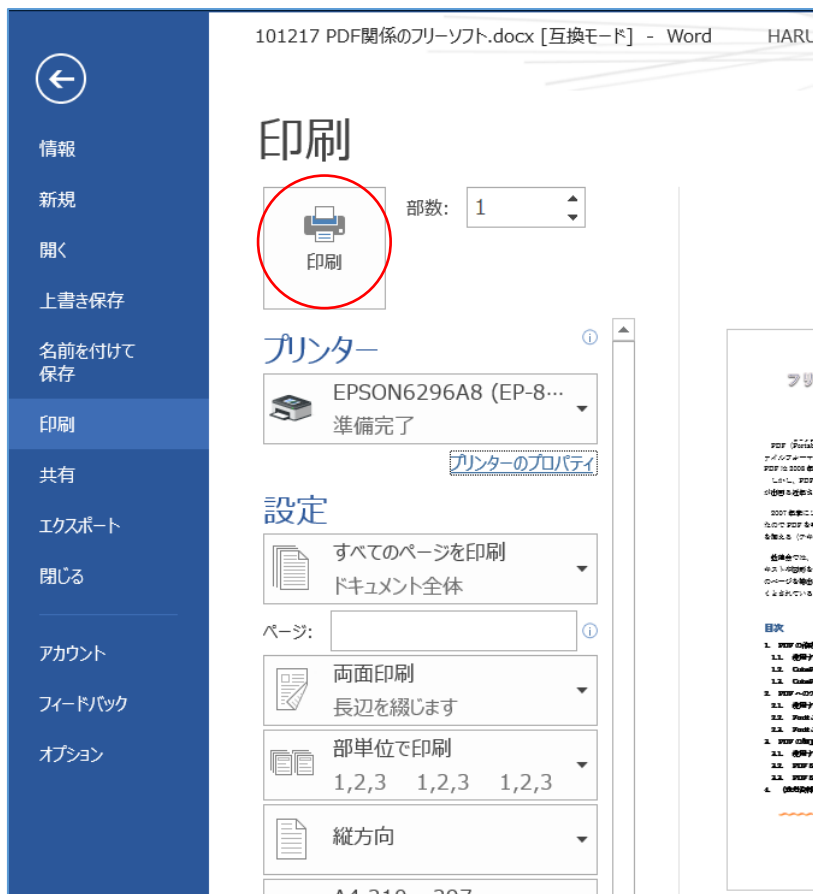 101217 PDF関係のフリーソフト.docx [互換モード] - Word
HARU
情報
新規
開く
上書き保存
名前を付けて
保存
印刷
共有
エクスポート
閉じる
アカウント
フィードバック
オプション
印刷
印刷
部数: 1
プリンター
EPSON6296A8 (EP-8…
準備完了
プリンターのプロパティ
設定
すべてのページを印刷
ドキュメント全体
ページ:
両面印刷
長辺を綴じます
部単位で印刷
1,2,3 1,2,3 1,2,3
縦方向
フリ
目次